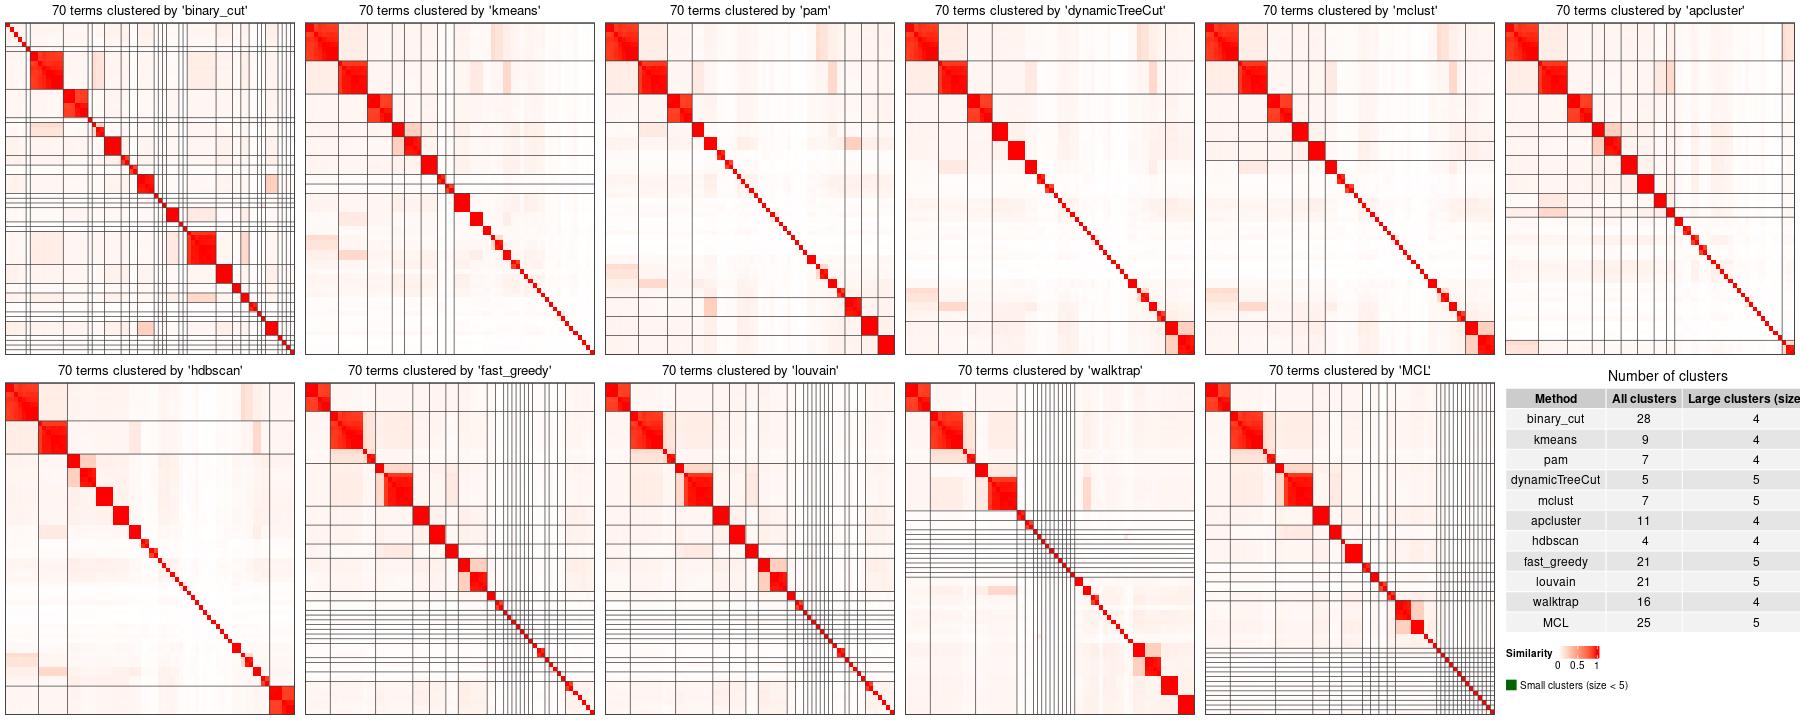 70 terms clustered by 'binary_cut'
70 terms clustered by 'kmeans'
70 terms clustered by 'pam'
70 terms clustered by 'dynamicTreeCut'
70 terms clustered by 'mclust'
70 terms clustered by 'apcluster'
70 terms clustered by 'hdbscan'
70 terms clustered by 'fast_greedy'
70 terms clustered by 'louvain'
70 terms clustered by 'walktrap'
70 terms clustered by 'MCL'
Number of clusters
Method All clusters Large clusters (size
binary_cut 28 4
kmeans 9 4
pam 7 4
dynamicTreeCut 5 5
mclust 7 5
apcluster 11 4
hdbscan 4 4
fast_greedy 21 5
louvain 21 5
walktrap 16 4
MCL 25 5
Similarity
0 0.5 1
Small clusters (size < 5)